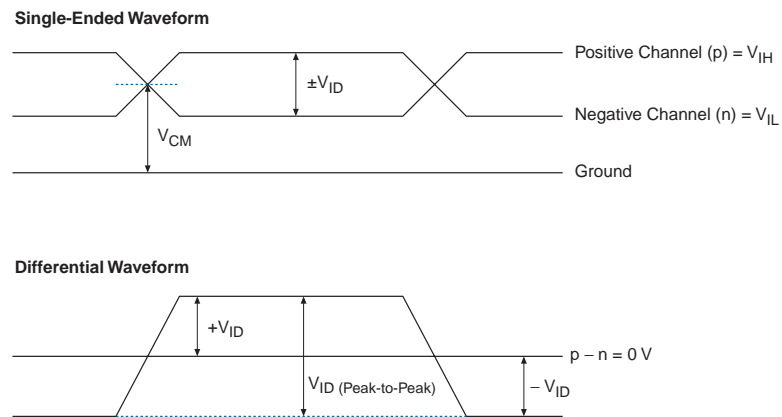 Single-Ended Waveform
Positive Channel (p) = VIH
±VID
Negative Channel (n) = VIL
VCM
Ground
Differential Waveform
+VID
p − n = 0 V
VID (Peak-to-Peak)
− VID